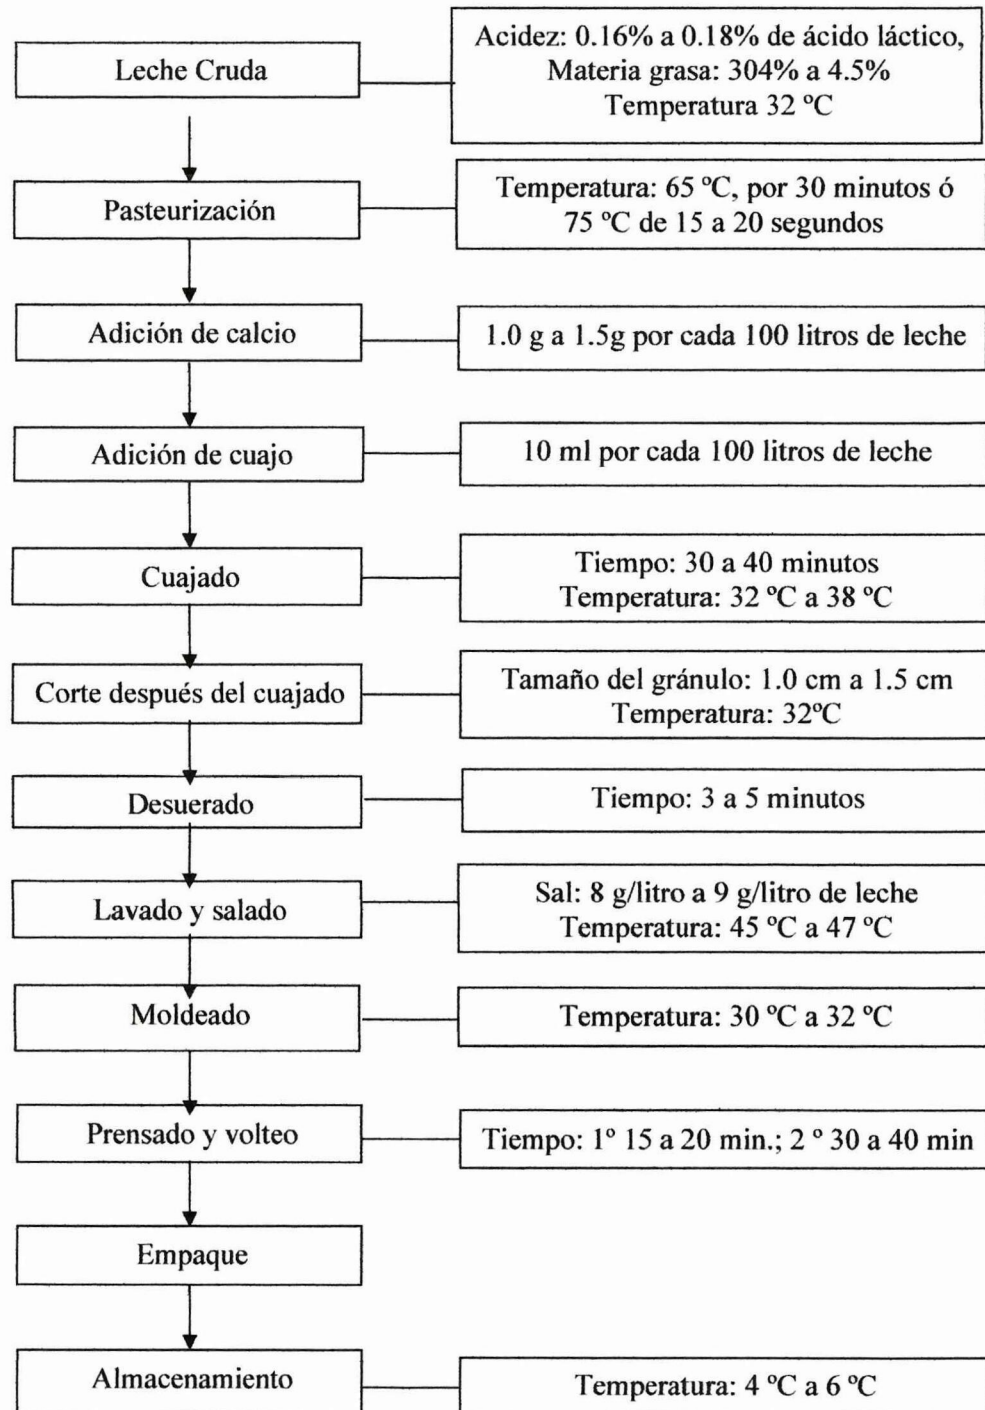 Leche Cruda
Acidez: 0.16% a 0.18% de ácido láctico,
Materia grasa: 304% a 4.5%
Temperatura 32 ºC
Pasteurización
Temperatura: 65 ºC, por 30 minutos ó
75 ºC de 15 a 20 segundos
Adición de calcio
1.0 g a 1.5g por cada 100 litros de leche
Adición de cuajo
10 ml por cada 100 litros de leche
Cuajado
Tiempo: 30 a 40 minutos
Temperatura: 32 ºC a 38 ºC
Corte después del cuajado
Tamaño del gránulo: 1.0 cm a 1.5 cm
Temperatura: 32ºC
Desuerado
Tiempo: 3 a 5 minutos
Lavado y salado
Sal: 8 g/litro a 9 g/litro de leche
Temperatura: 45 ºC a 47 ºC
Moldeado
Temperatura: 30 ºC a 32 ºC
Prensado y volteo
Tiempo: 1º 15 a 20 min.; 2 º 30 a 40 min
Empaque
Almacenamiento
Temperatura: 4 ºC a 6 ºC